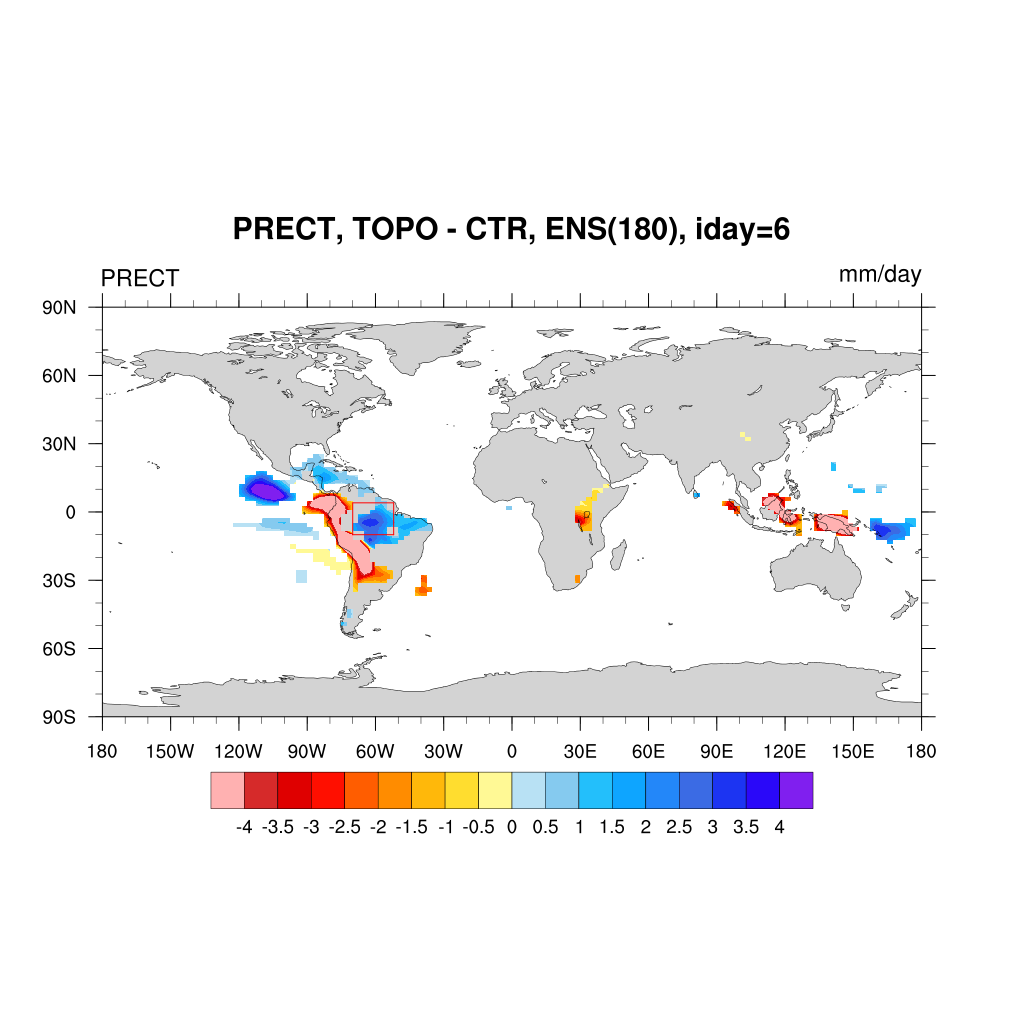 PRECT, TOPO - CTR, ENS(180), iday=6
PRECT mm/day
90N
60N
30N
0
30S
60S
90S
180 150W 120W 90W 60W 30W 0 30E 60E 90E 120E 150E 180
-4 -3.5 -3 -2.5 -2 -1.5 -1 -0.5 0 0.5 1 1.5 2 2.5 3 3.5 4